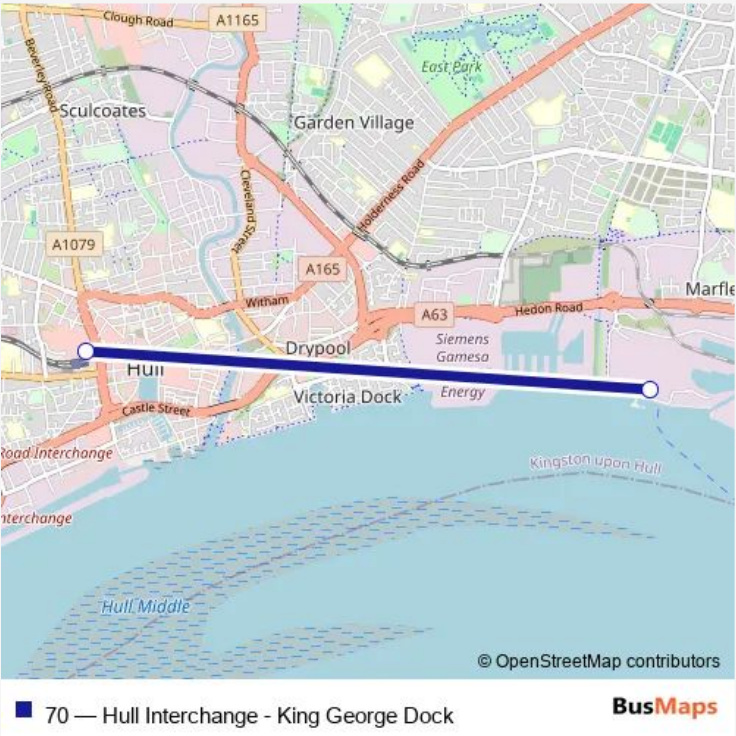 Clough Road
A1165
Beverley Road
East Park
Sculcoates
Garden Village
Cleveland Street
Holderness Road
A1079
A165
Marfle
Witham
A63
Hedon Road
Drypool
Siemens
Gamesa
Energy
Hull
Victoria Dock
Castle Street
Road Interchange
Kingston upon Hull
nterchange
Hull Middle
© OpenStreetMap contributors
70 — Hull Interchange - King George Dock
BusMaps